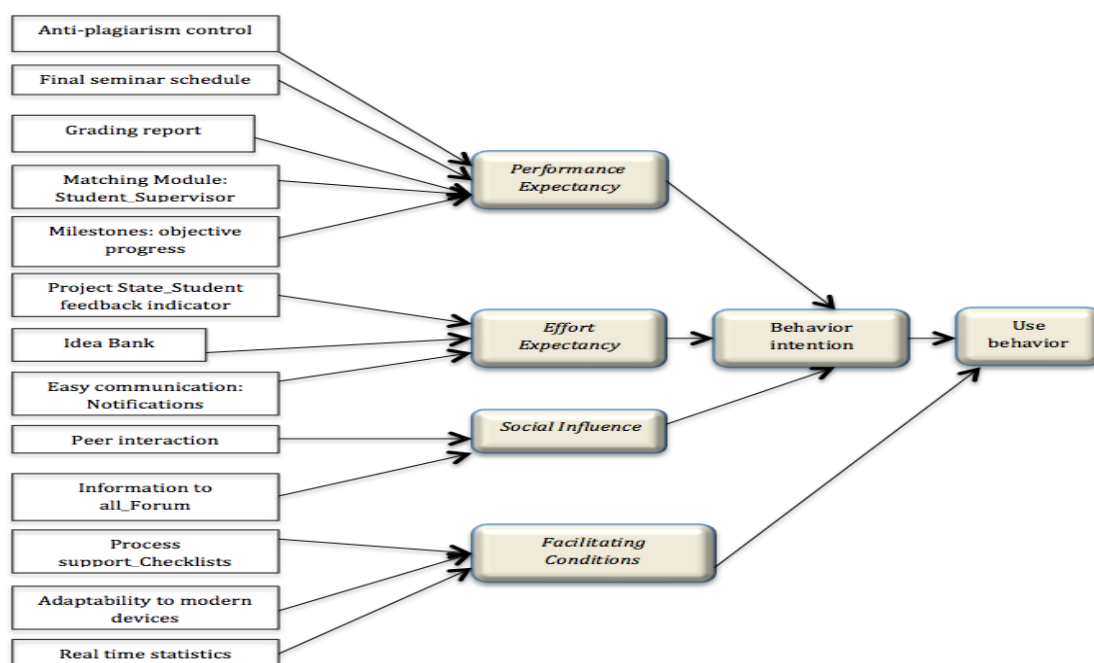 Anti-plagiarism control
Final seminar schedule
Grading report
Matching Module:
Student_Supervisor
Milestones: objective
progress
Project State_Student
feedback indicator
Idea Bank
Easy communication:
Notifications
Peer interaction
Information to
all_Forum
Process
support_Checklists
Adaptability to modern
devices
Real time statistics
Performance
Expectancy
Effort
Expectancy
Social Influence
Facilitating
Conditions
Behavior
intention
Use
behavior